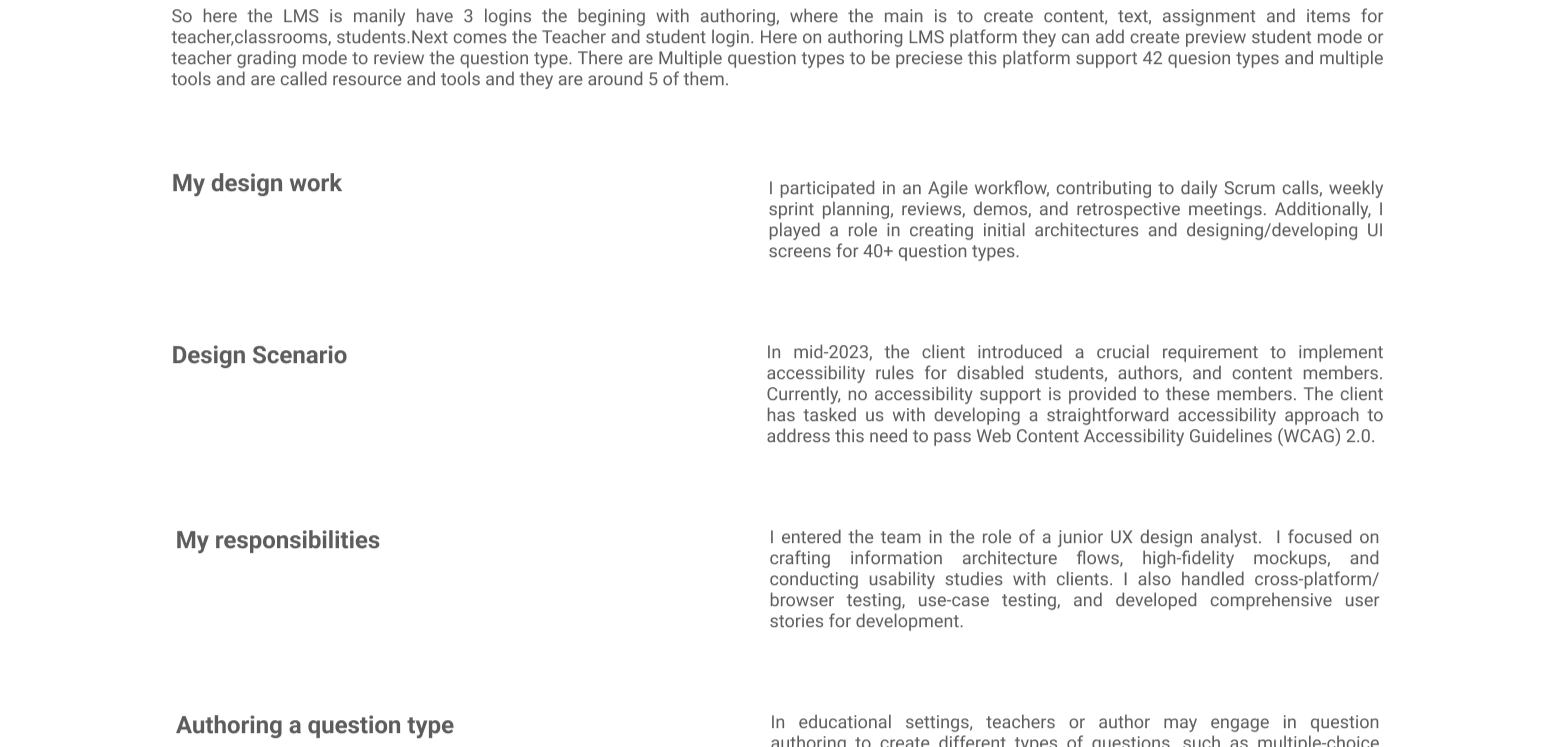 So here the LMS is manily have 3 logins the begining with authoring, where the main is to create content, text, assignment and items for
teacher,classrooms, students.Next comes the Teacher and student login. Here on authoring LMS platform they can add create preview student mode or
teacher grading mode to review the question type. There are Multiple question types to be preciese this platform support 42 quesion types and multiple
tools and are called resource and tools and they are around 5 of them.
My design work
I participated in an Agile workflow, contributing to daily Scrum calls, weekly
sprint planning, reviews, demos, and retrospective meetings. Additionally, I
played a role in creating initial architectures and designing/developing UI
screens for 40+ question types.
Design Scenario
In mid-2023, the client introduced a crucial requirement to implement
accessibility rules for disabled students, authors, and content members.
Currently, no accessibility support is provided to these members. The client
has tasked us with developing a straightforward accessibility approach to
address this need to pass Web Content Accessibility Guidelines (WCAG) 2.0.
My responsibilities
I entered the team in the role of a junior UX design analyst. I focused on
crafting information architecture flows, high-fidelity mockups, and
conducting usability studies with clients. I also handled cross-platform/
browser testing, use-case testing, and developed comprehensive user
stories for development.
Authoring a question type
In educational settings, teachers or author may engage in question
authoring to create different types of questions, such as multiple-choice